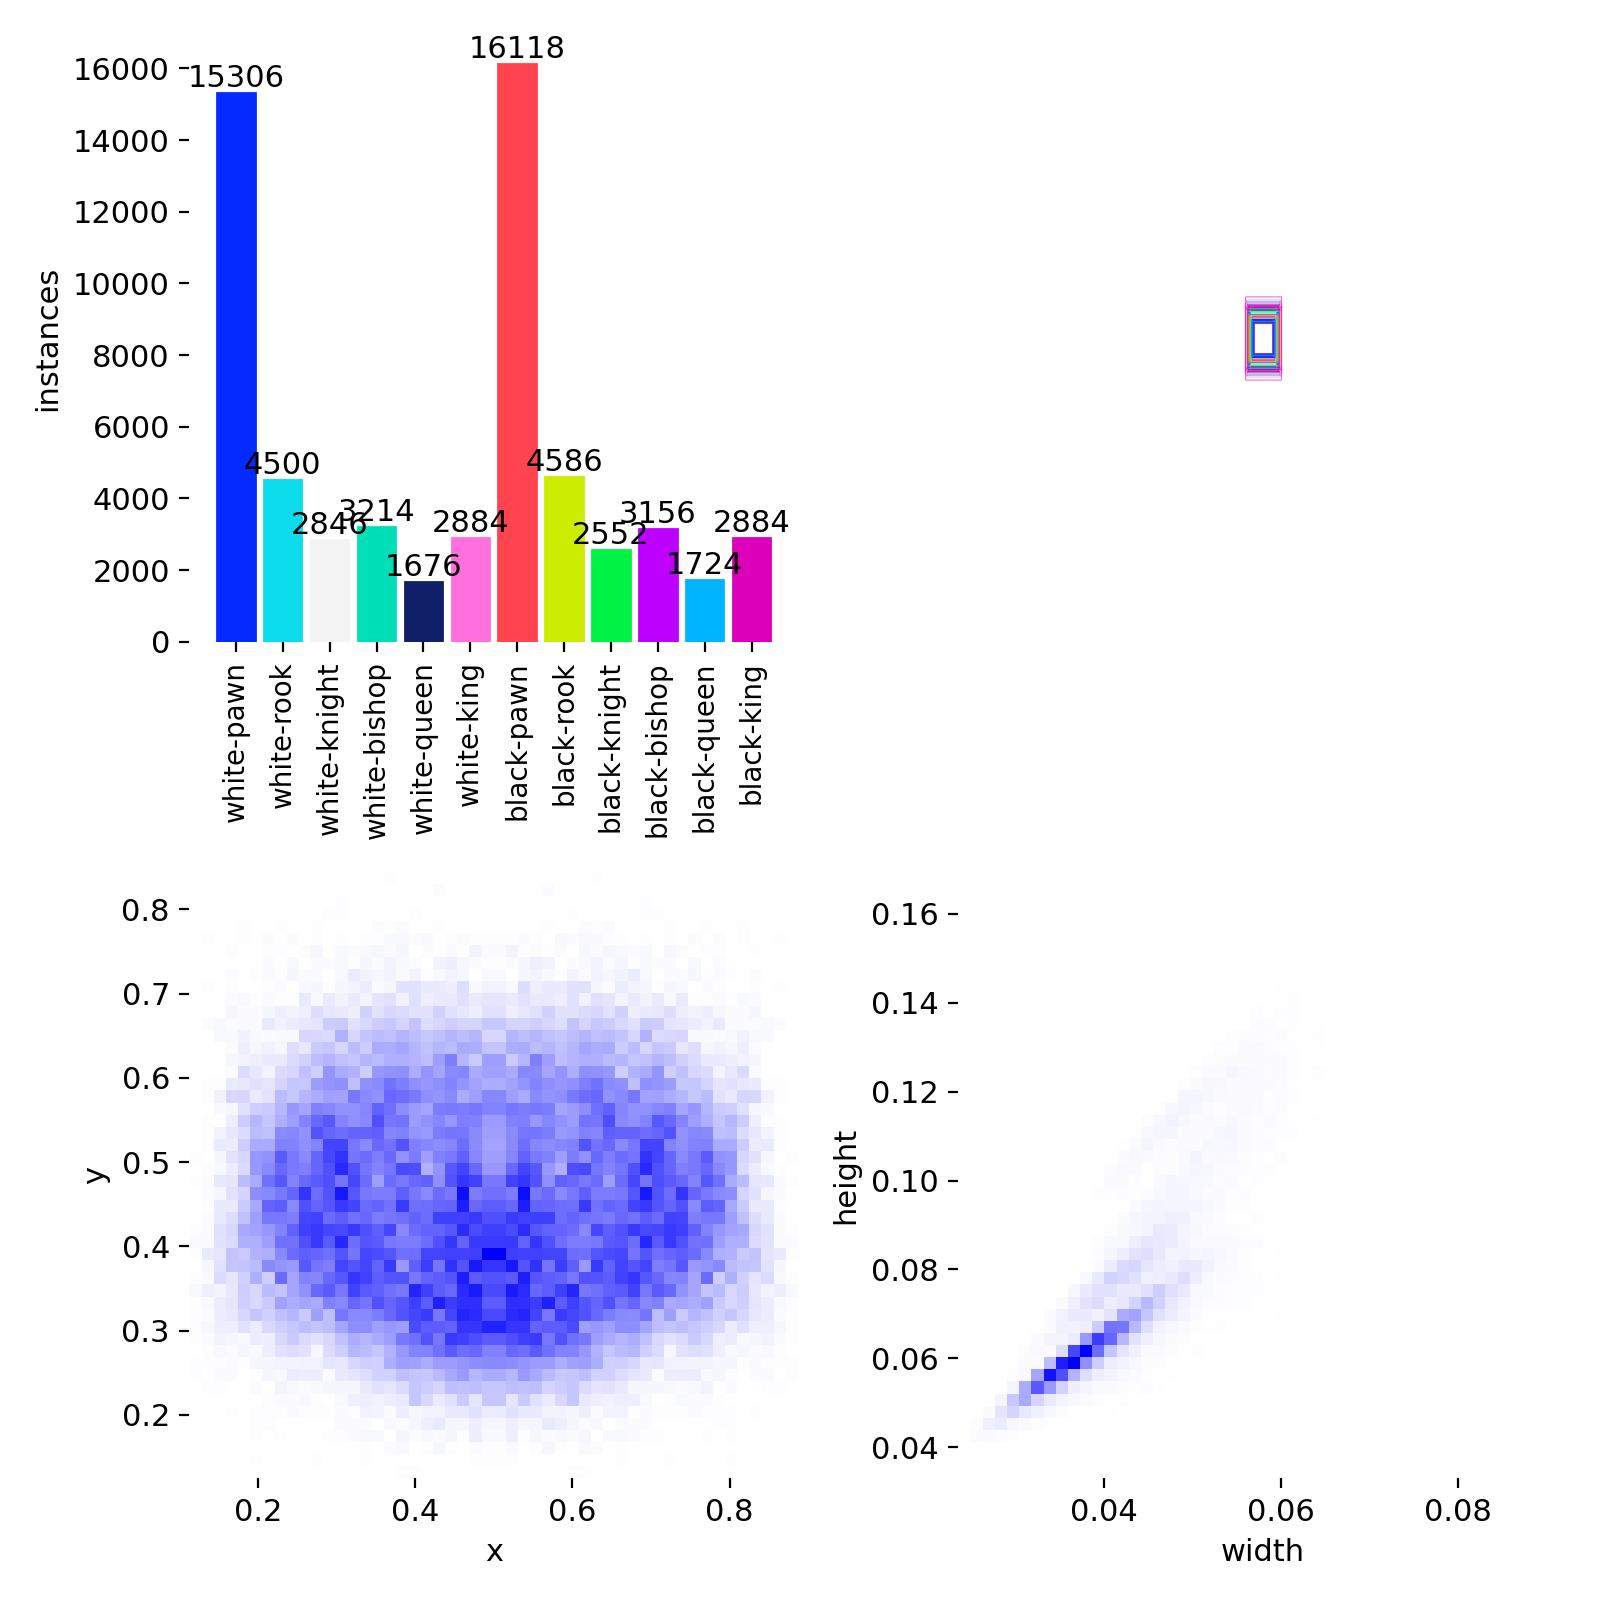 16118
16000
15306
14000
12000
10000
8000
6000
4000
2000
0
instances
4500
2846
3214
1676
2884
4586
2552
3156
1724
2884
white-pawn
white-rook
white-knight
white-bishop
white-queen
white-king
black-pawn
black-rook
black-knight
black-bishop
black-queen
black-king
0.8
0.7
0.6
0.5
0.4
0.3
0.2
y
0.2
0.4
0.6
0.8
x
0.16
0.14
0.12
0.10
0.08
0.06
0.04
height
0.04
0.06
0.08
width